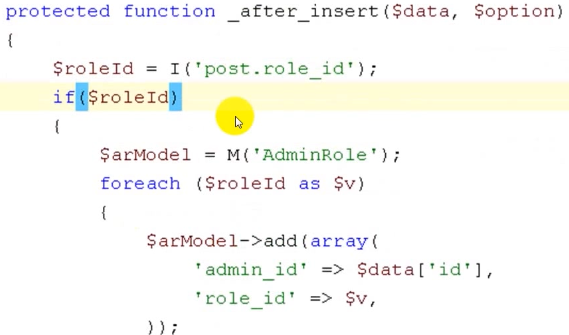 protected function _after_insert($data, $option)
{
    $roleId = I('post.role_id');
    if($roleId)
    {
        $arModel = M('AdminRole');
        foreach ($roleId as $v)
        {
            $arModel->add(array(
                'admin_id' => $data['id'],
                'role_id' => $v,
            ));